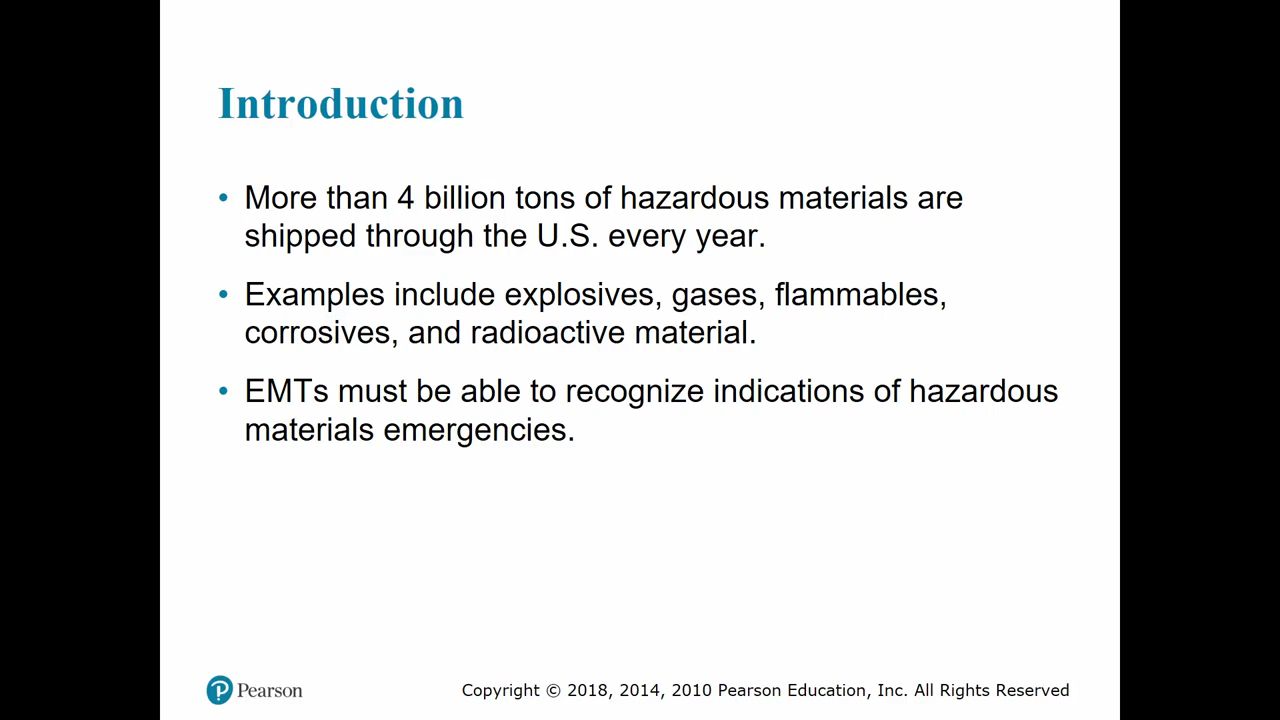 Introduction
• More than 4 billion tons of hazardous materials are
shipped through the U.S. every year.
• Examples include explosives, gases, flammables,
corrosives, and radioactive material.
• EMTs must be able to recognize indications of hazardous
materials emergencies.
P Pearson
Copyright © 2018, 2014, 2010 Pearson Education, Inc. All Rights Reserved